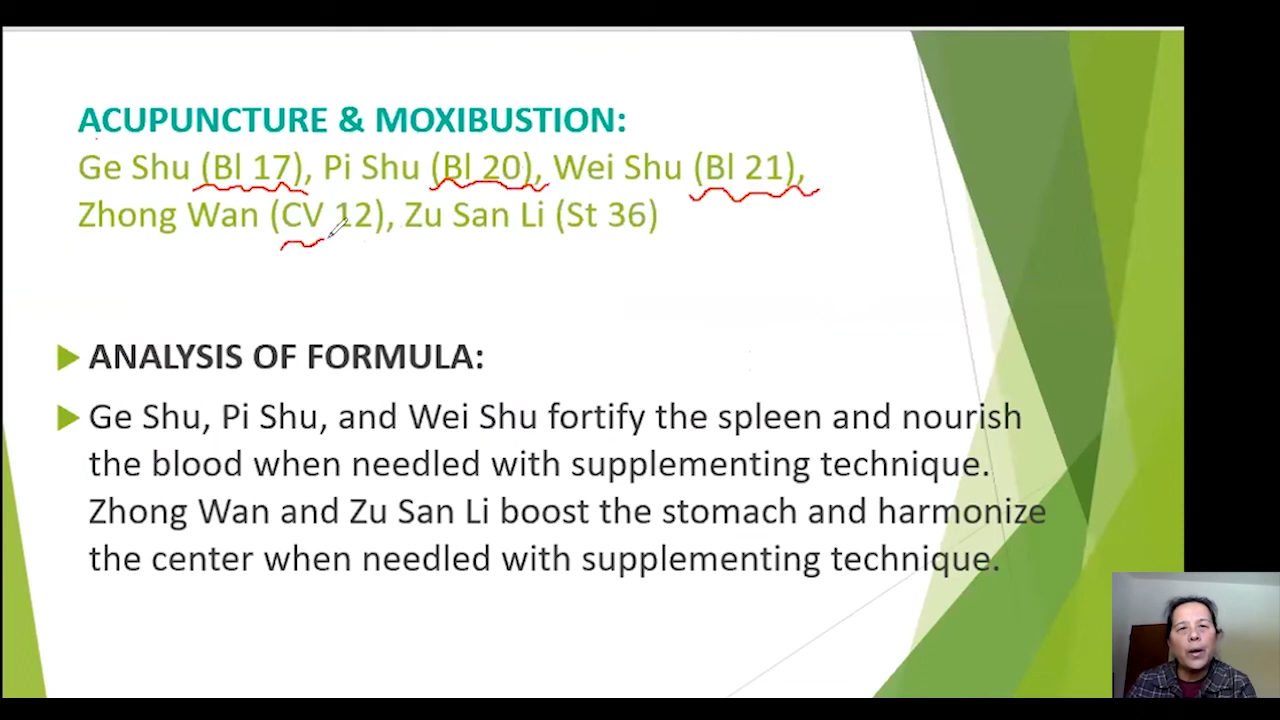 ACUPUNCTURE & MOXIBUSTION:
Ge Shu (Bl 17), Pi Shu (Bl 20), Wei Shu (Bl 21),
Zhong Wan (CV 12), Zu San Li (St 36)
ANALYSIS OF FORMULA:
Ge Shu, Pi Shu, and Wei Shu fortify the spleen and nourish
the blood when needled with supplementing technique.
Zhong Wan and Zu San Li boost the stomach and harmonize
the center when needled with supplementing technique.